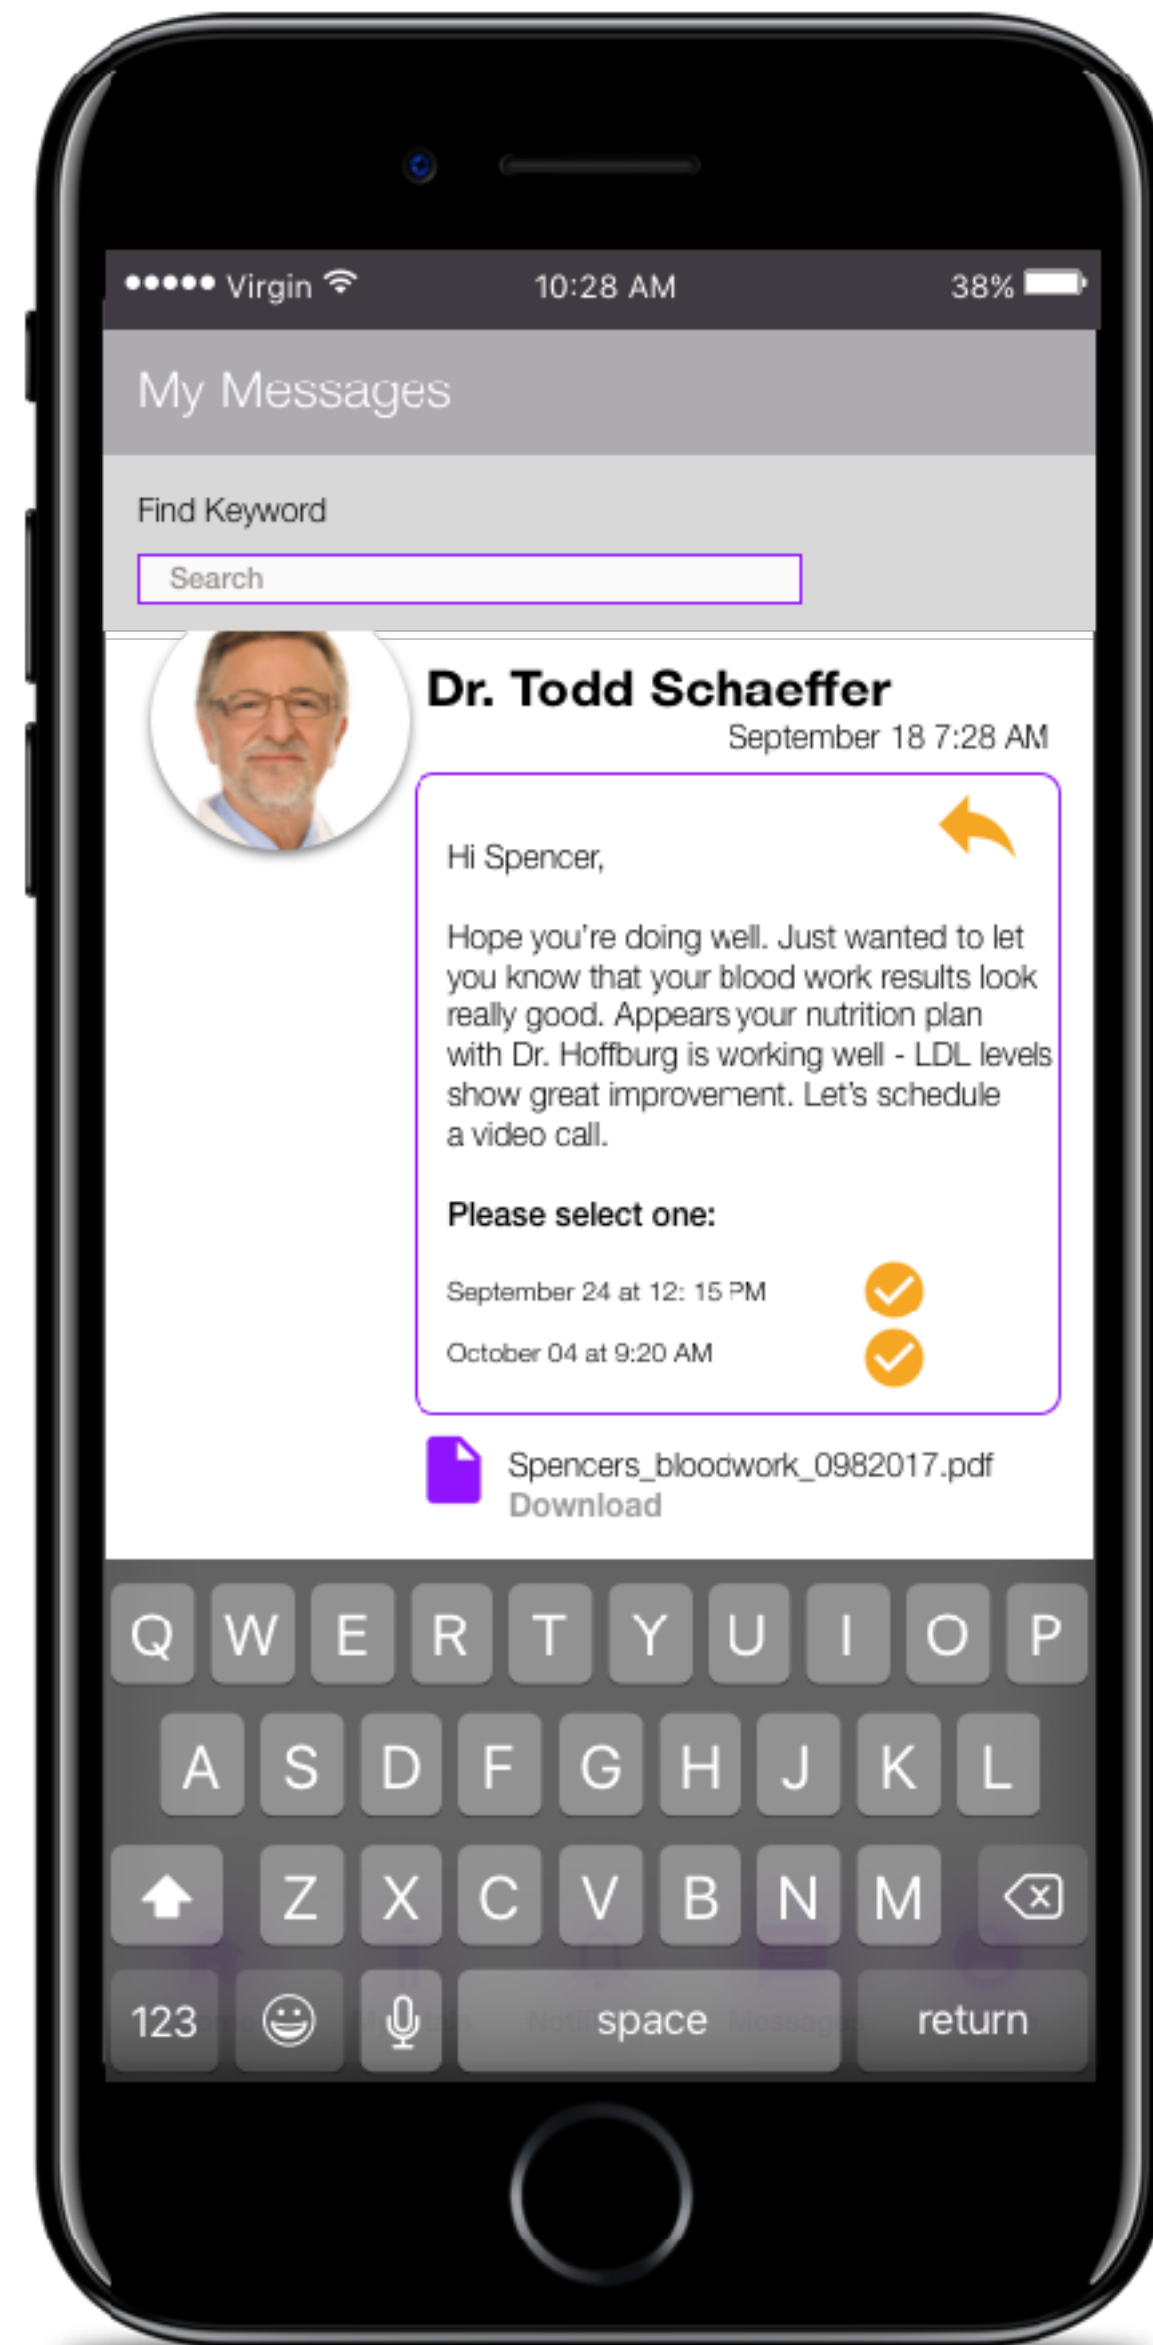 Virgin 10:28 AM 38%
My Messages
Find Keyword
Search
Dr. Todd Schaeffer
September 18 7:28 AM
Hi Spencer,
Hope you’re doing well. Just wanted to let
you know that your blood work results look
really good. Appears your nutrition plan
with Dr. Hoffburg is working well - LDL levels
show great improvement. Let’s schedule
a video call.
Please select one:
September 24 at 12: 15 PM
October 04 at 9:20 AM
Spencers_bloodwork_0982017.pdf
Download
Q W E R T Y U I O P
A S D F G H J K L
Z X C V B N M
123 space return
Messages